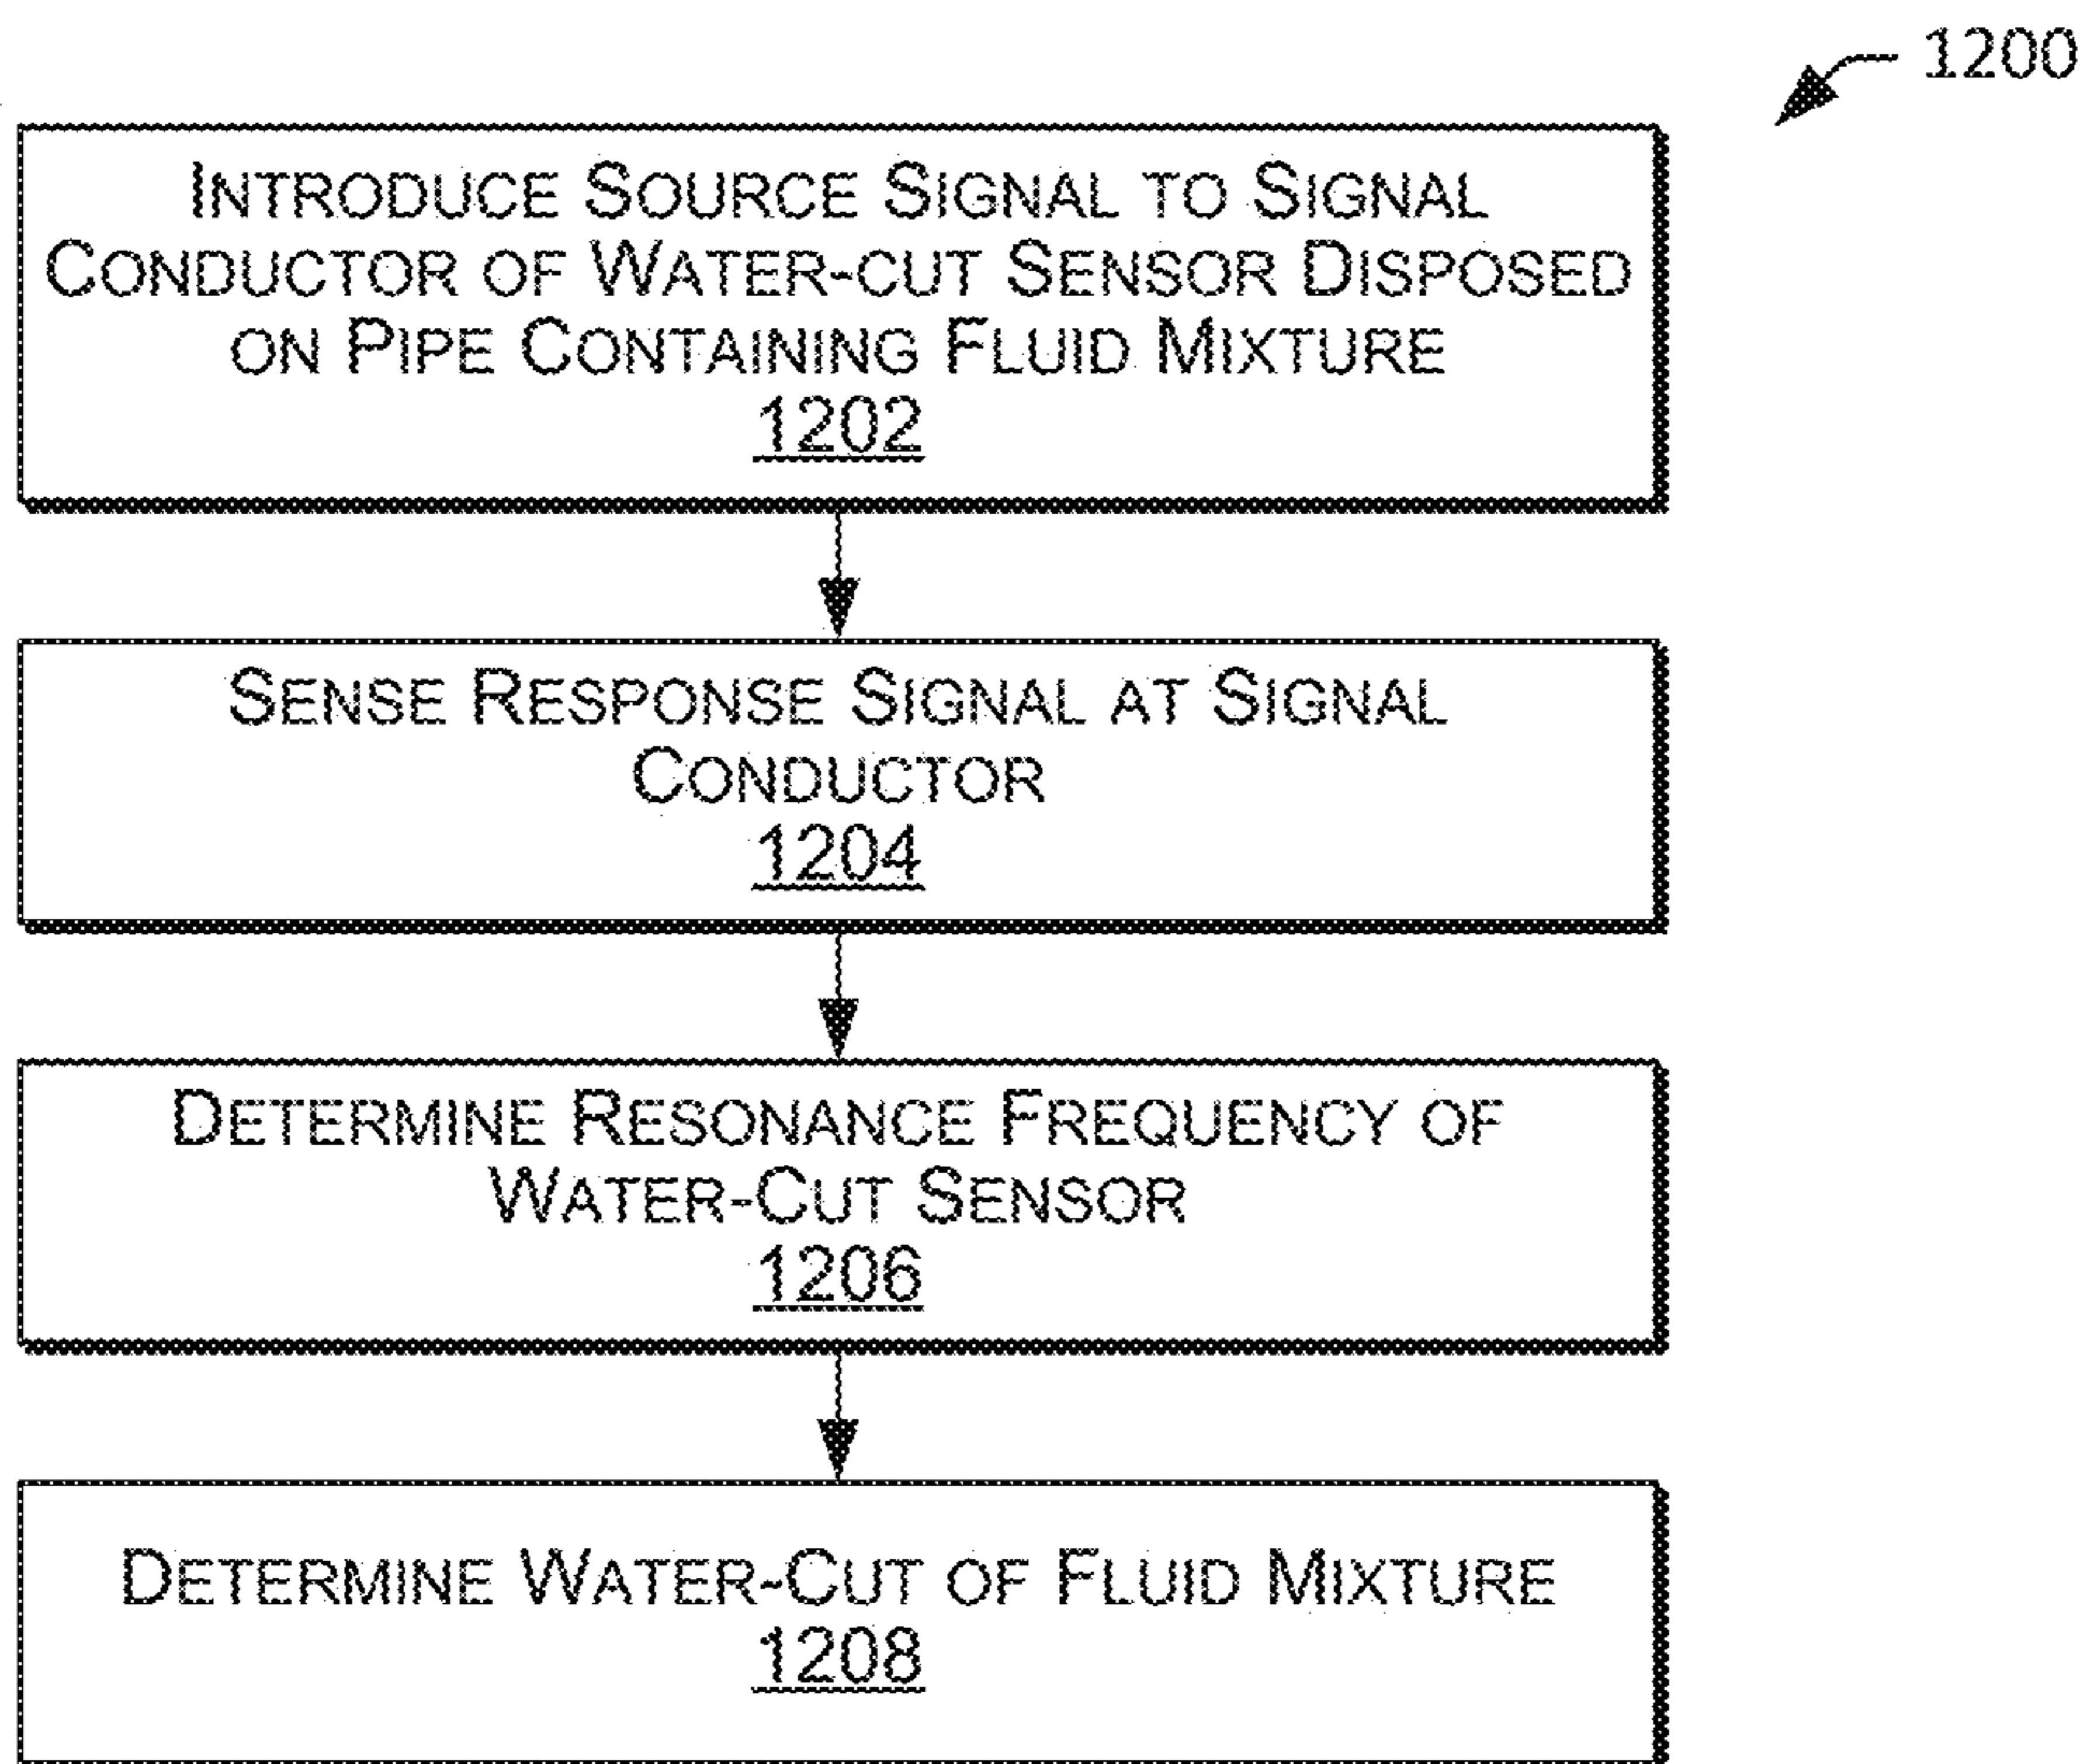 1200
INTRODUCE SOURCE SIGNAL TO SIGNAL
CONDUCTOR OF WATER-CUT SENSOR DISPOSED
ON PIPE CONTAINING FLUID MIXTURE
1202
SENSE RESPONSE SIGNAL AT SIGNAL
CONDUCTOR
1204
DETERMINE RESONANCE FREQUENCY OF
WATER-CUT SENSOR
1206
DETERMINE WATER-CUT OF FLUID MIXTURE
1208